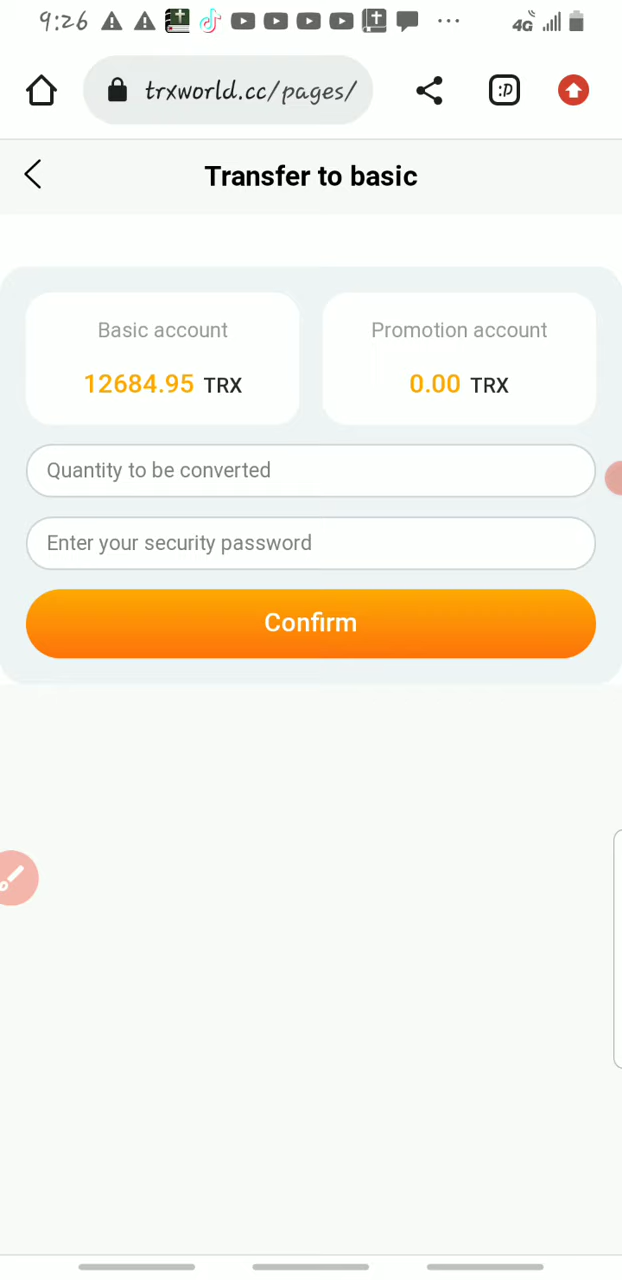 9:26
4G
trxworld.cc/pages/
:D
Transfer to basic
Basic account
Promotion account
12684.95 TRX
0.00 TRX
Quantity to be converted
Enter your security password
Confirm